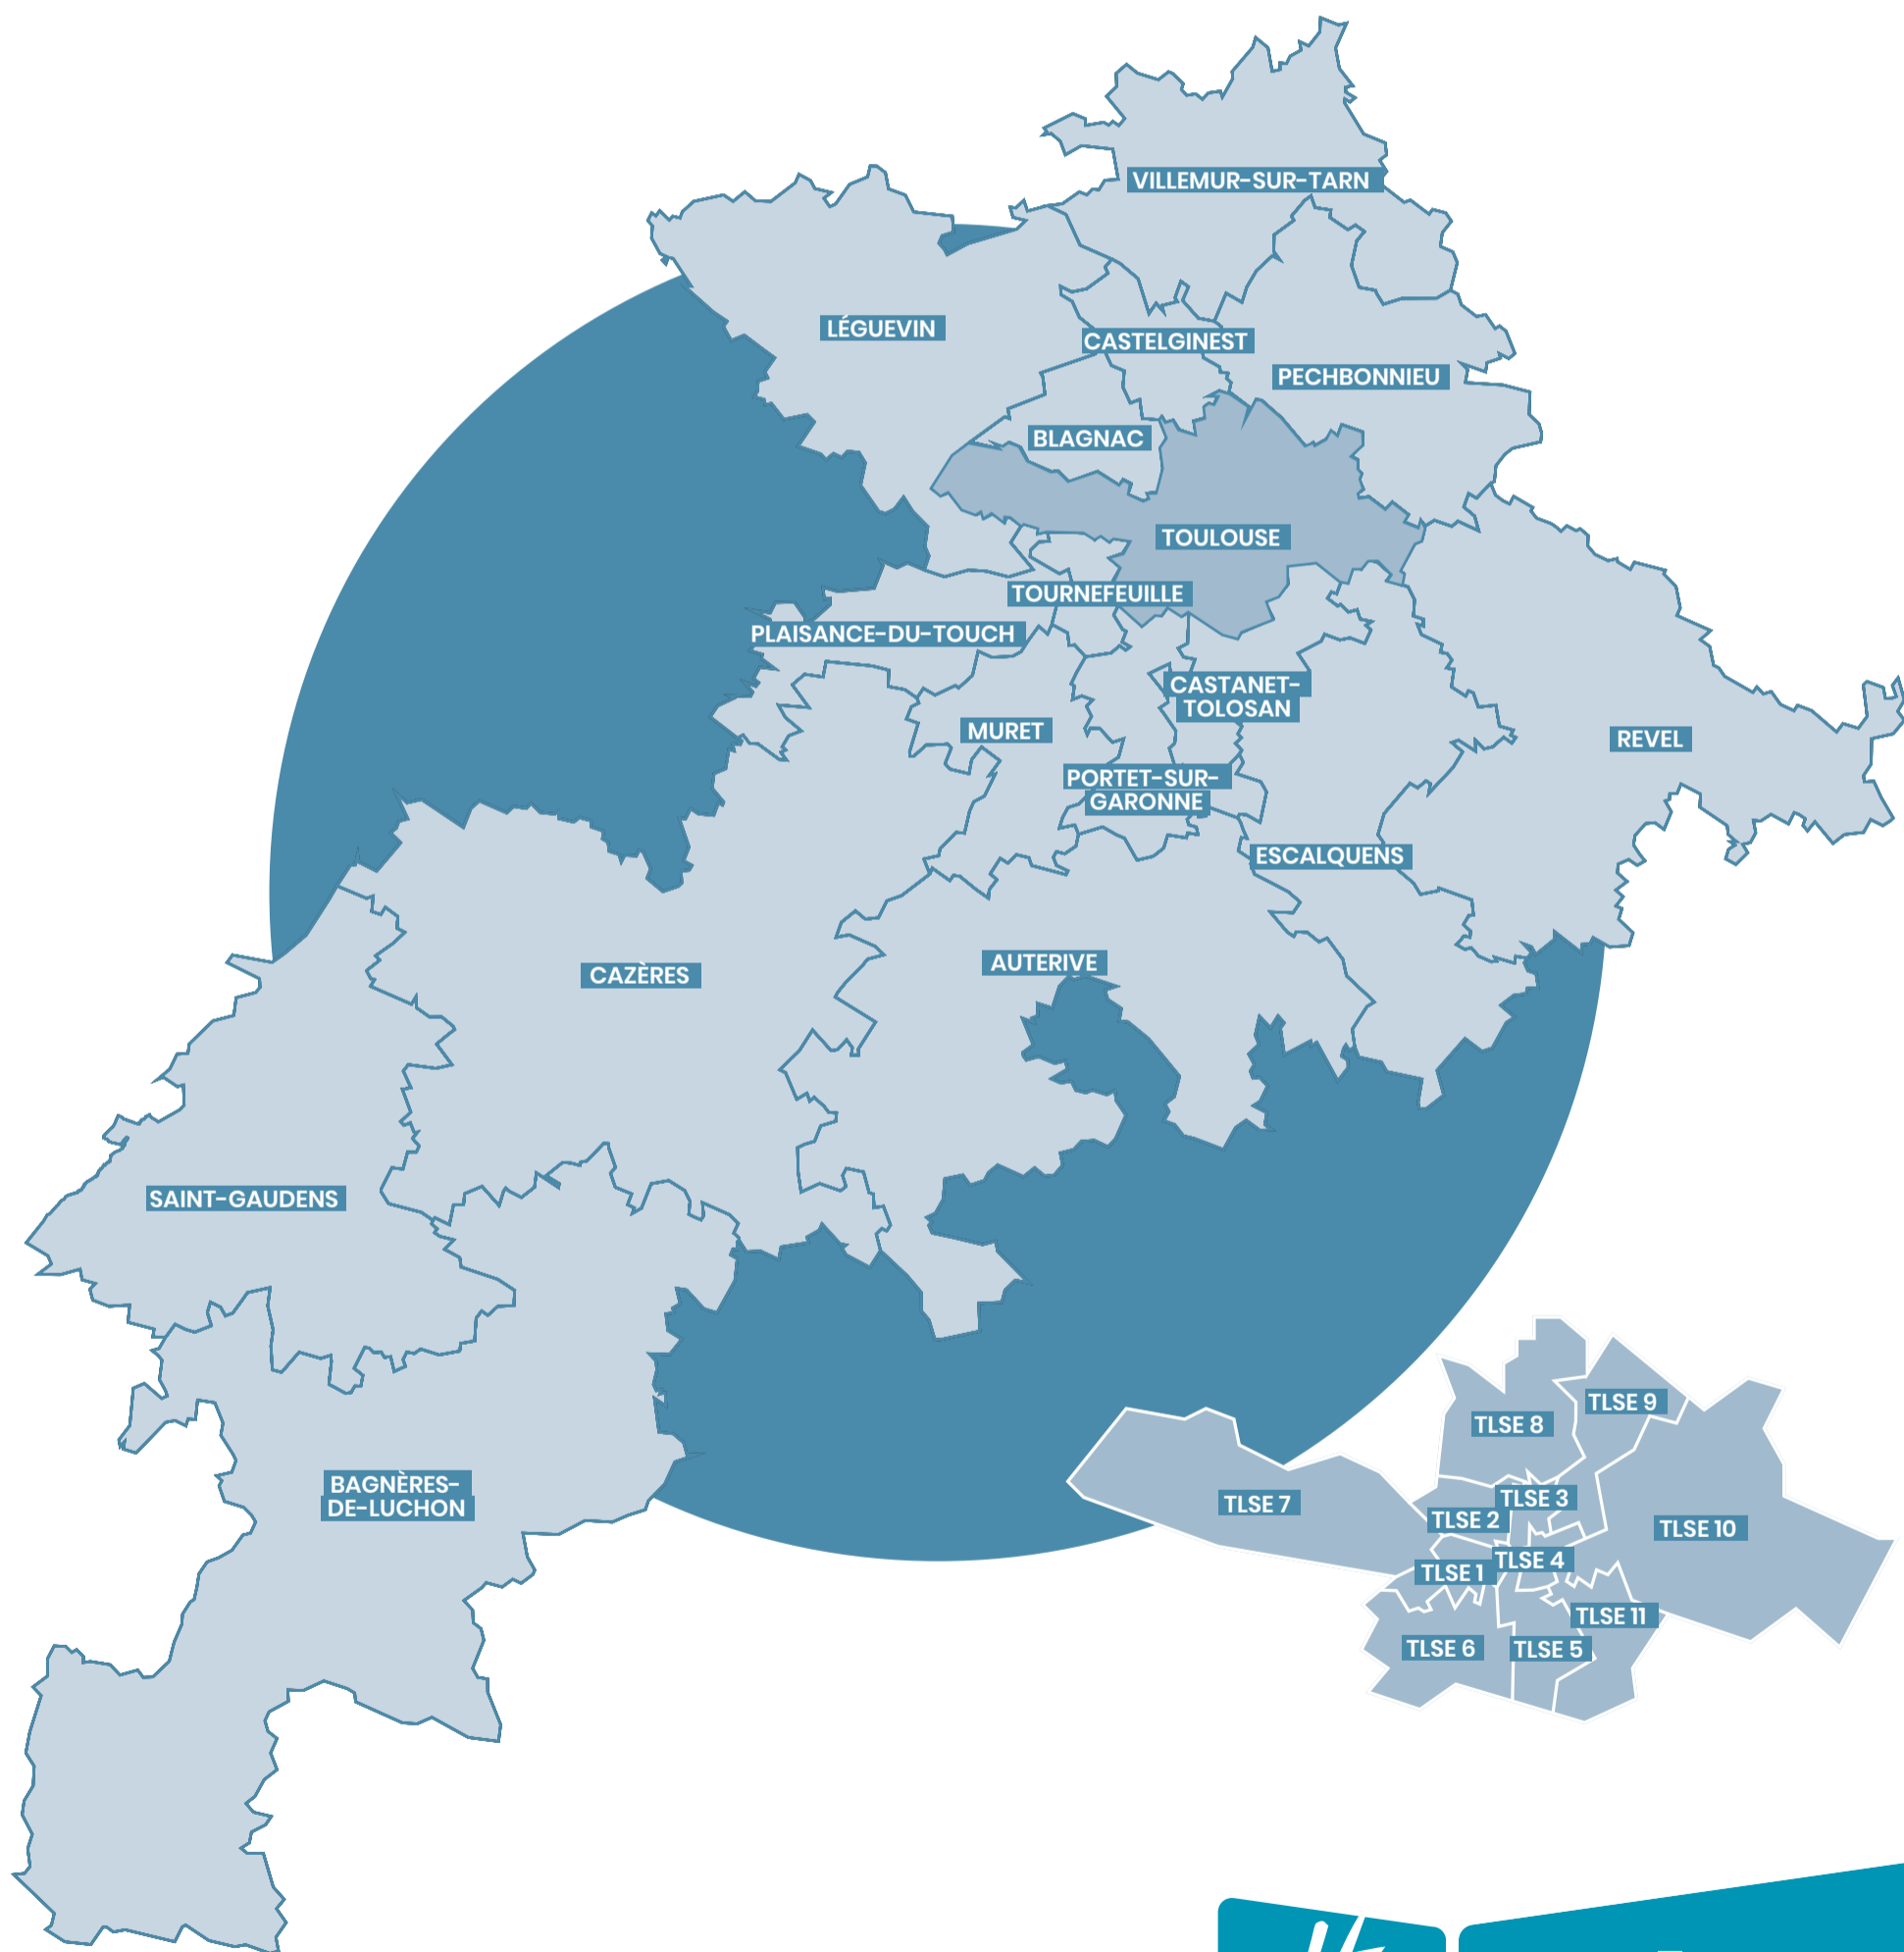 VILLEMUR-SUR-TARN
LÉGUEVIN
CASTELGINEST
PECHBONNIEU
BLAGNAC
TOULOUSE
TOURNEFEUILLE
PLAISANCE-DU-TOUCH
CASTANET-
TOLOSAN
MURET
REVEL
PORTET-SUR-
GARONNE
ESCALQUENS
AUTERIVE
CAZÈRES
SAINT-GAUDENS
BAGNÈRES-
DE-LUCHON
TLSE 9
TLSE 8
TLSE 3
TLSE 7
TLSE 2
TLSE 10
TLSE 4
TLSE 1
TLSE 11
TLSE 6
TLSE 5